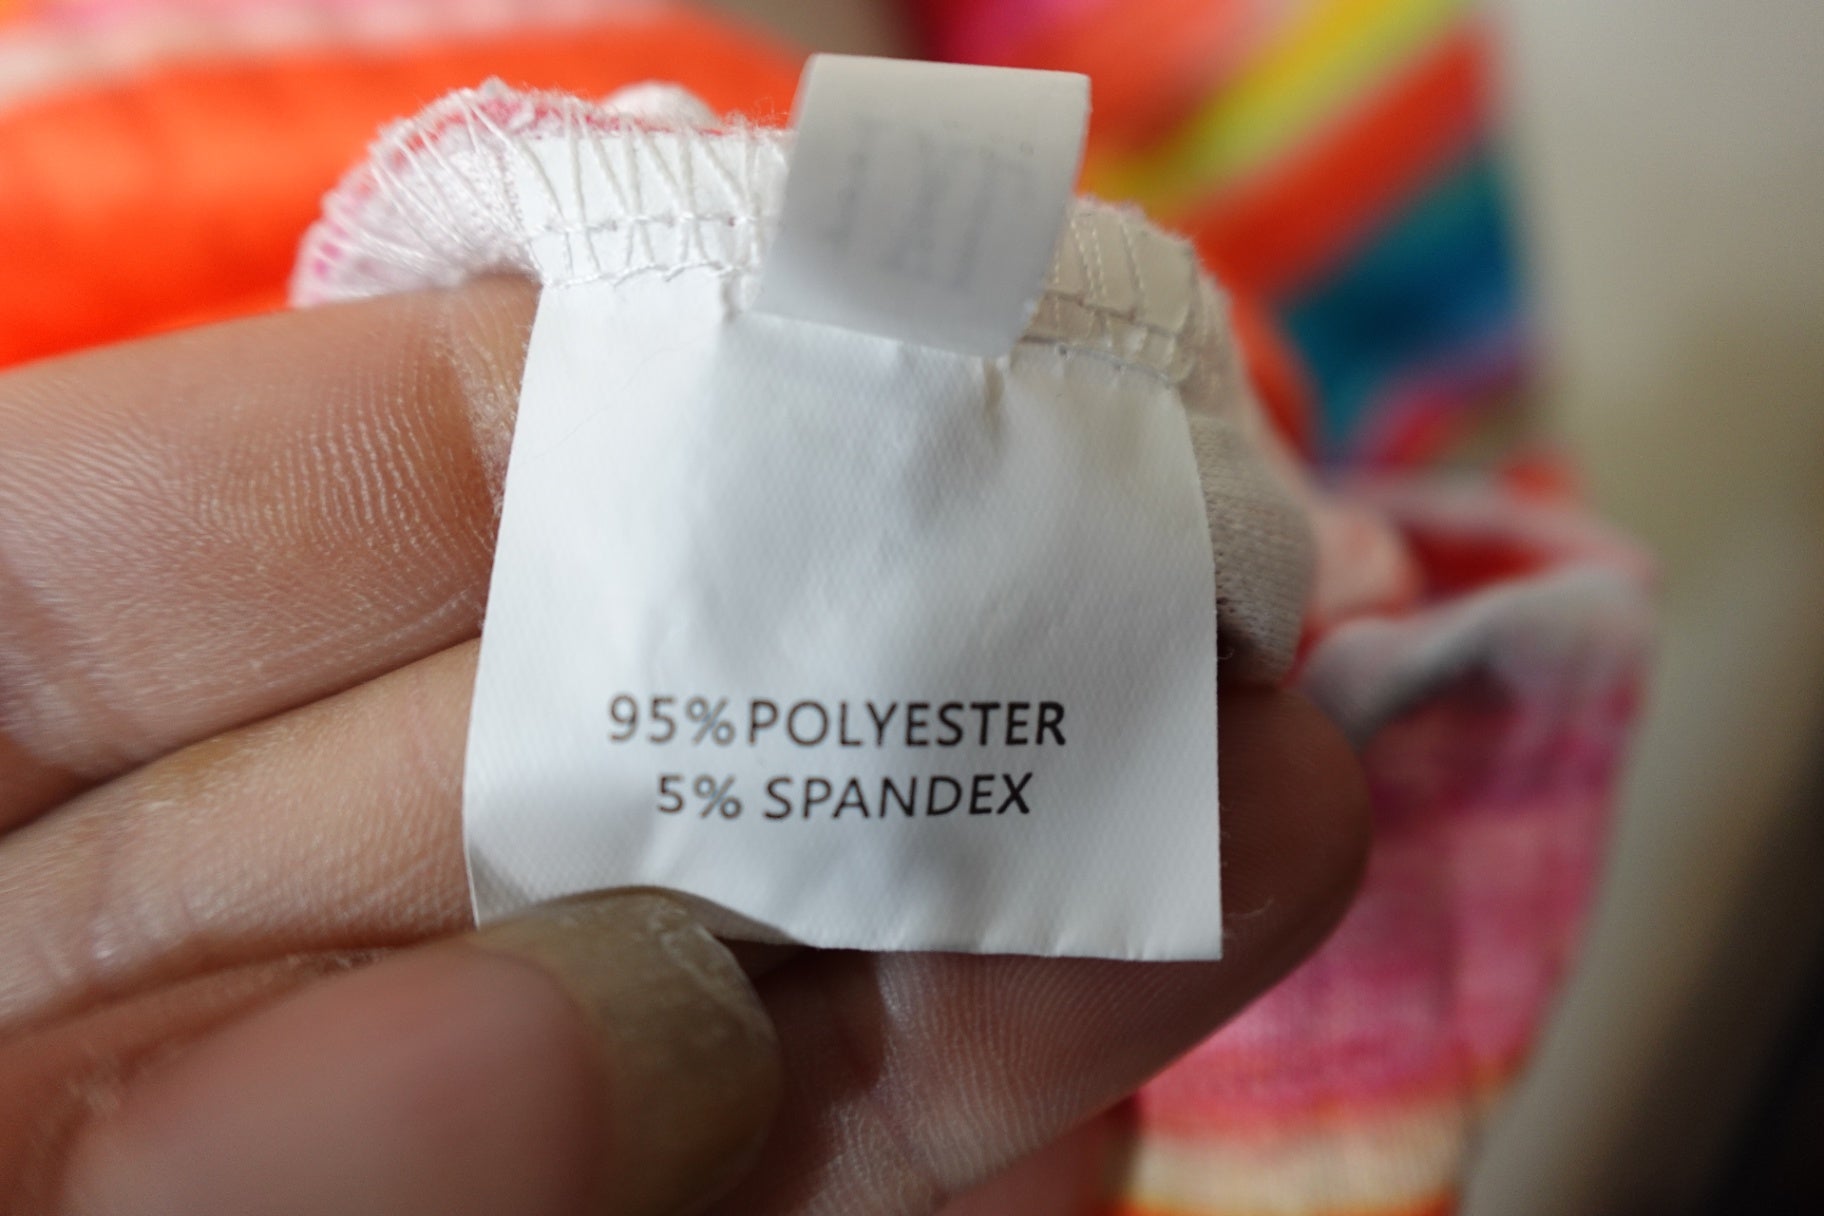 95% POLYESTER
5% SPANDEX